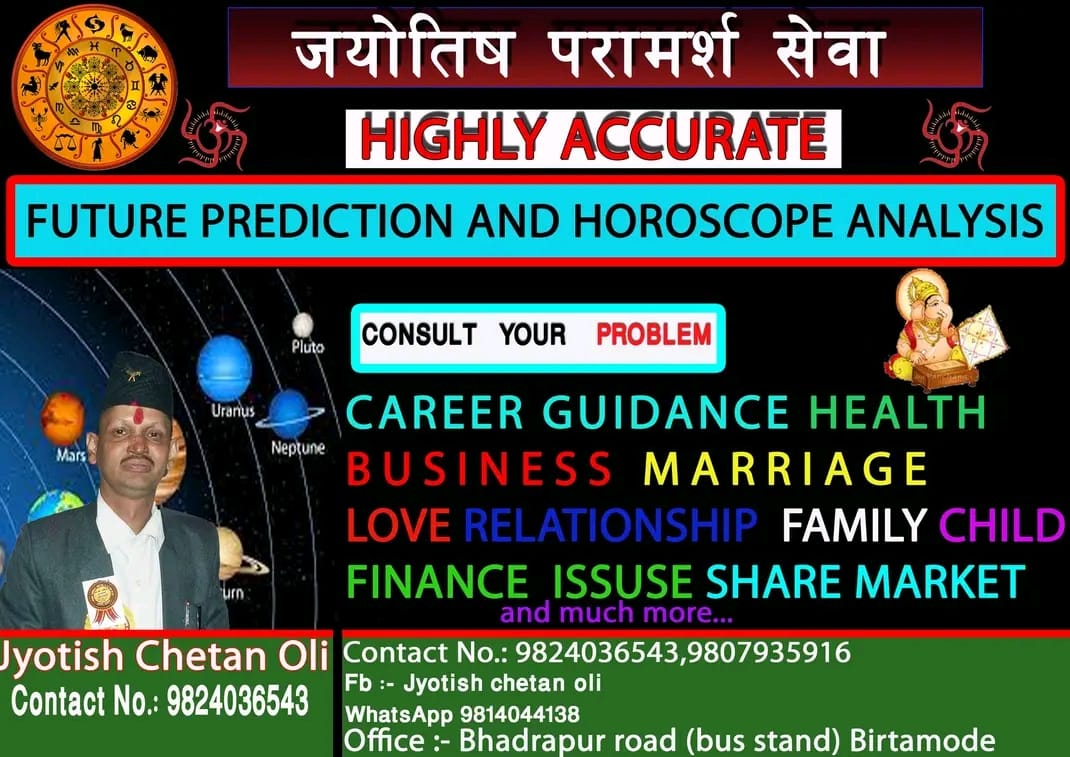 जयोतिष परामर्श सेवा
HIGHLY ACCURATE
FUTURE PREDICTION AND HOROSCOPE ANALYSIS
CONSULT YOUR PROBLEM
Pluto
Uranus
Neptune
Mars
turn
CAREER GUIDANCE HEALTH
BUSINESS MARRIAGE
LOVE RELATIONSHIP FAMILY CHILD
FINANCE ISSUSE SHARE MARKET
and much more...
Jyotish Chetan Oli
Contact No.: 9824036543
Contact No.: 9824036543,9807935916
Fb :- Jyotish chetan oli
WhatsApp 9814044138
Office :- Bhadrapur road (bus stand) Birtamode